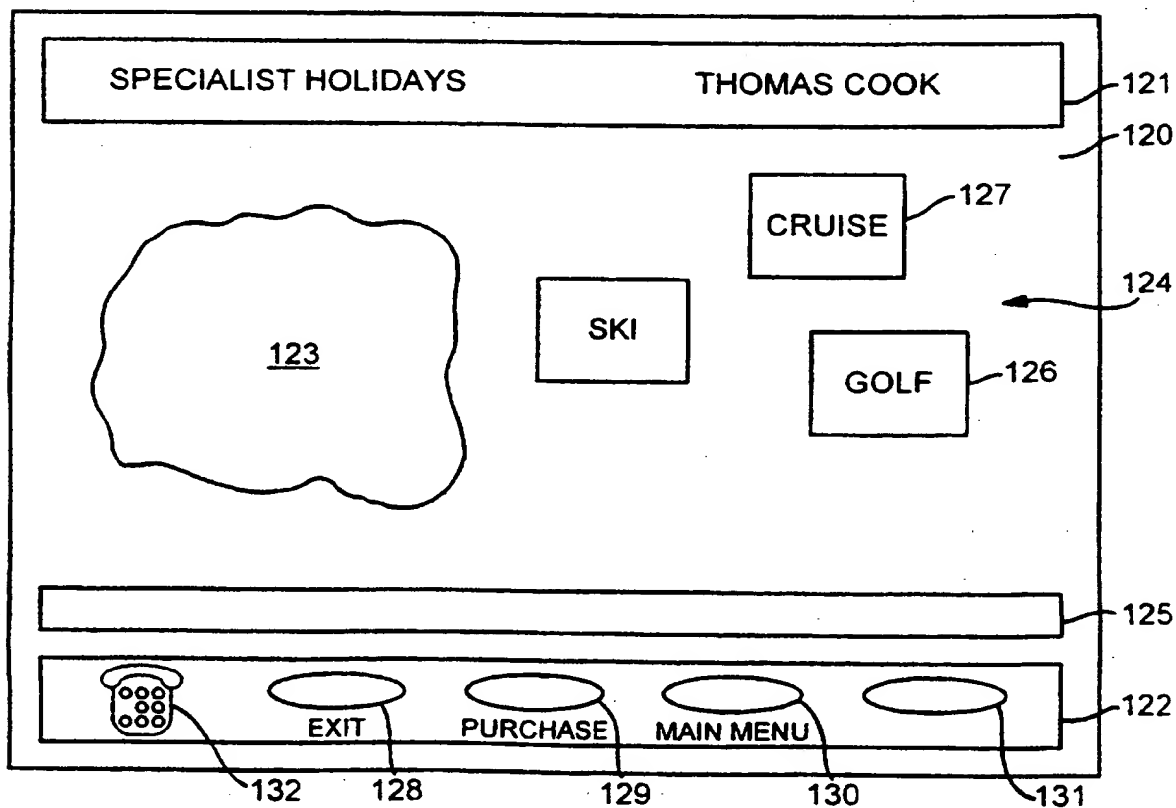 SPECIALIST HOLIDAYS THOMAS COOK
121
120
127
CRUISE
124
SKI
123
GOLF
126
125
122
EXIT PURCHASE MAIN MENU
132 128 129 130 131